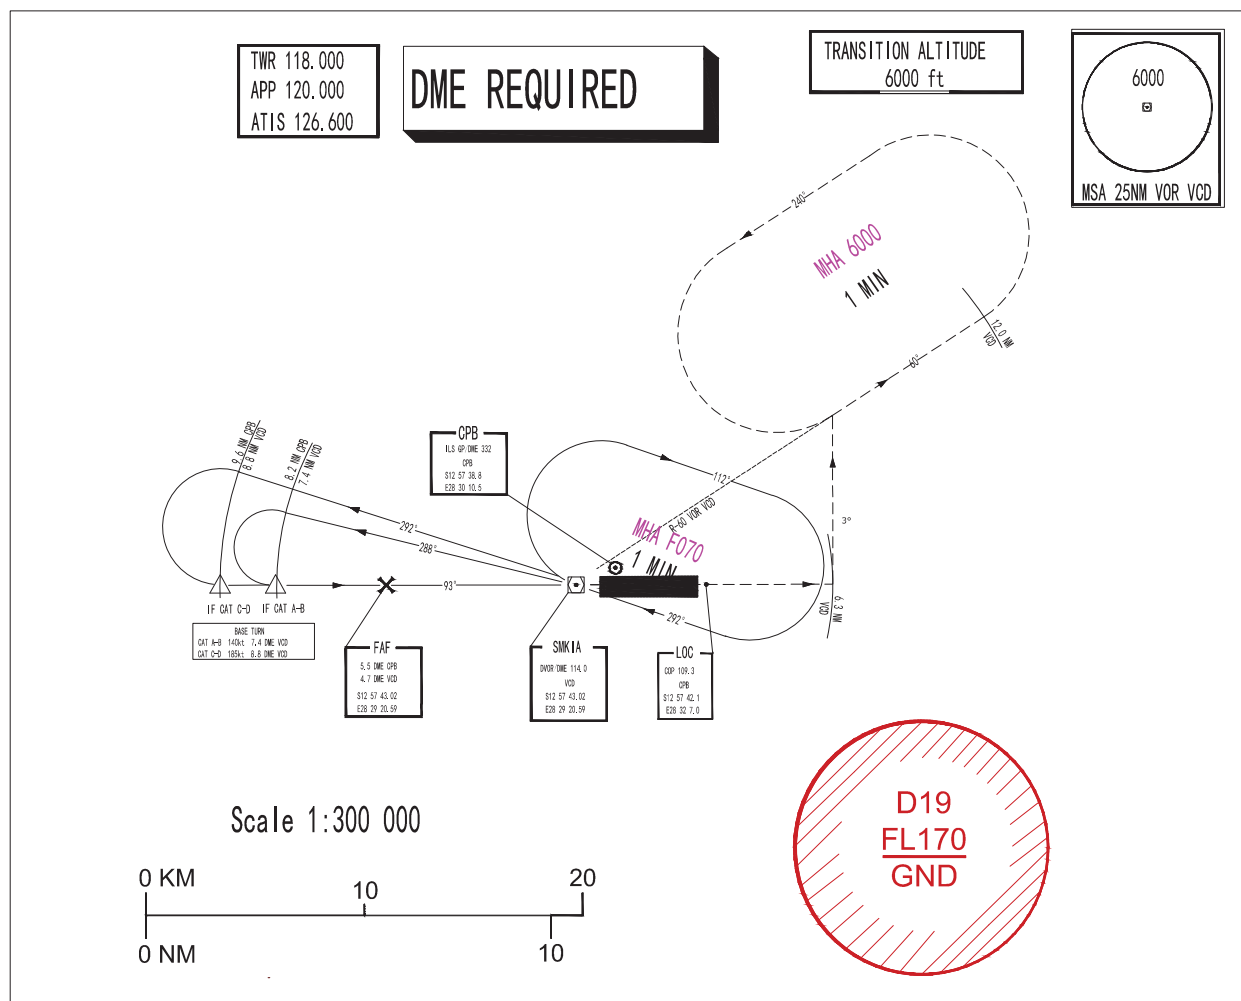 TWR 118.000
APP 120.000
ATIS 126.600
DME REQUIRED
TRANSITION ALTITUDE
6000 ft
6000
MSA 25NM VOR VCD
240°
MHA 6000
1 MIN
12.0 NM
VCD
60°
9.6 NM CPB
8.8 NM VCD
8.2 NM CPB
7.4 NM VCD
CPB
ILS GP/DME 332
CPB
S12 57 38.8
E28 30 10.5
112°
R-60 VOR VCD
MHA F070
1 MIN
3°
292°
288°
93°
292°
6.3 NM
VCD
IF CAT C-D
IF CAT A-B
BASE TURN
CAT A-B 140kt 7.4 DME VCD
CAT C-D 185kt 8.8 DME VCD
FAF
5.5 DME CPB
4.7 DME VCD
S12 57 43.02
E28 29 20.59
SMKIA
DVOR/DME 114.0
VCD
S12 57 43.02
E28 29 20.59
LOC
COP 109.3
CPB
S12 57 42.1
E28 32 7.0
D19
FL170
GND
Scale 1:300 000
0 KM
10
20
0 NM
10